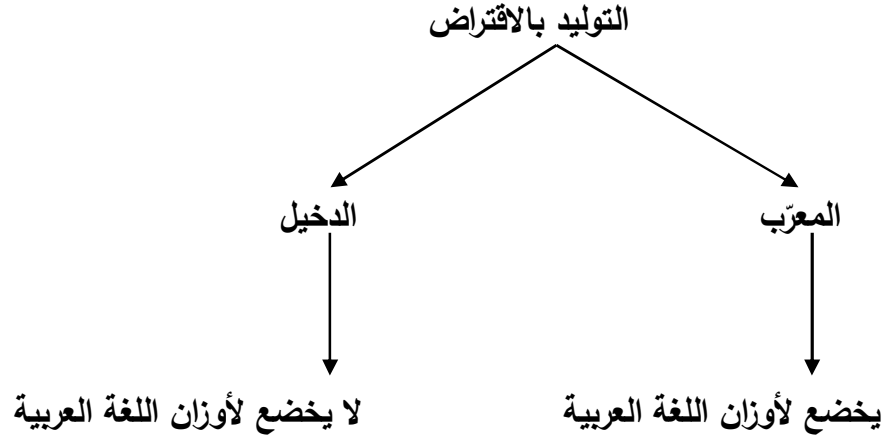 التوليد بالاقتراض
المعرّب
الدخيل
يخضع لأوزان اللغة العربية
لا يخضع لأوزان اللغة العربية